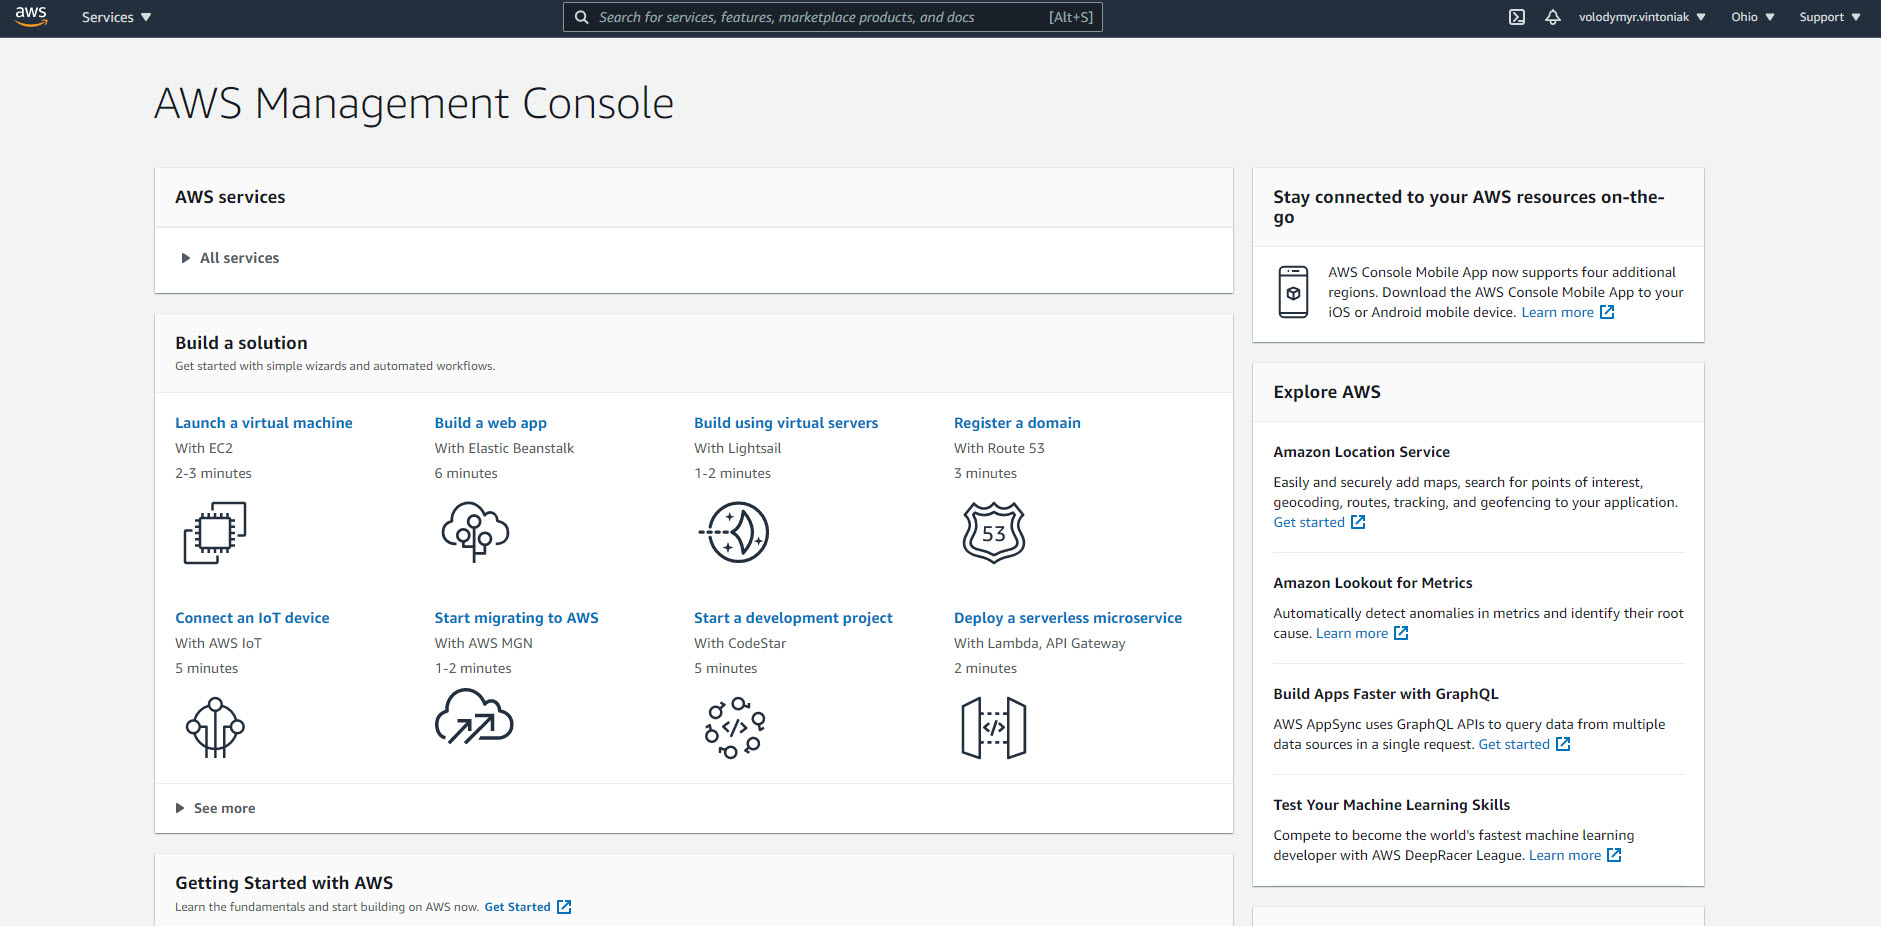 aws
Services
Search for services, features, marketplace products, and docs [Alt+S]
volodymyr.vintoniak
Ohio
Support
AWS Management Console
AWS services
All services
Build a solution
Get started with simple wizards and automated workflows.
Launch a virtual machine
With EC2
2-3 minutes
Build a web app
With Elastic Beanstalk
6 minutes
Build using virtual servers
With Lightsail
1-2 minutes
Register a domain
With Route 53
3 minutes
53
Connect an IoT device
With AWS IoT
5 minutes
Start migrating to AWS
With AWS MGN
1-2 minutes
Start a development project
With CodeStar
5 minutes
</>
Deploy a serverless microservice
With Lambda, API Gateway
2 minutes
</>
See more
Getting Started with AWS
Learn the fundamentals and start building on AWS now. Get Started
Stay connected to your AWS resources on-the-
go
AWS Console Mobile App now supports four additional
regions. Download the AWS Console Mobile App to your
iOS or Android mobile device. Learn more
Explore AWS
Amazon Location Service
Easily and securely add maps, search for points of interest,
geocoding, routes, tracking, and geofencing to your application.
Get started
Amazon Lookout for Metrics
Automatically detect anomalies in metrics and identify their root
cause. Learn more
Build Apps Faster with GraphQL
AWS AppSync uses GraphQL APIs to query data from multiple
data sources in a single request. Get started
Test Your Machine Learning Skills
Compete to become the world's fastest machine learning
developer with AWS DeepRacer League. Learn more